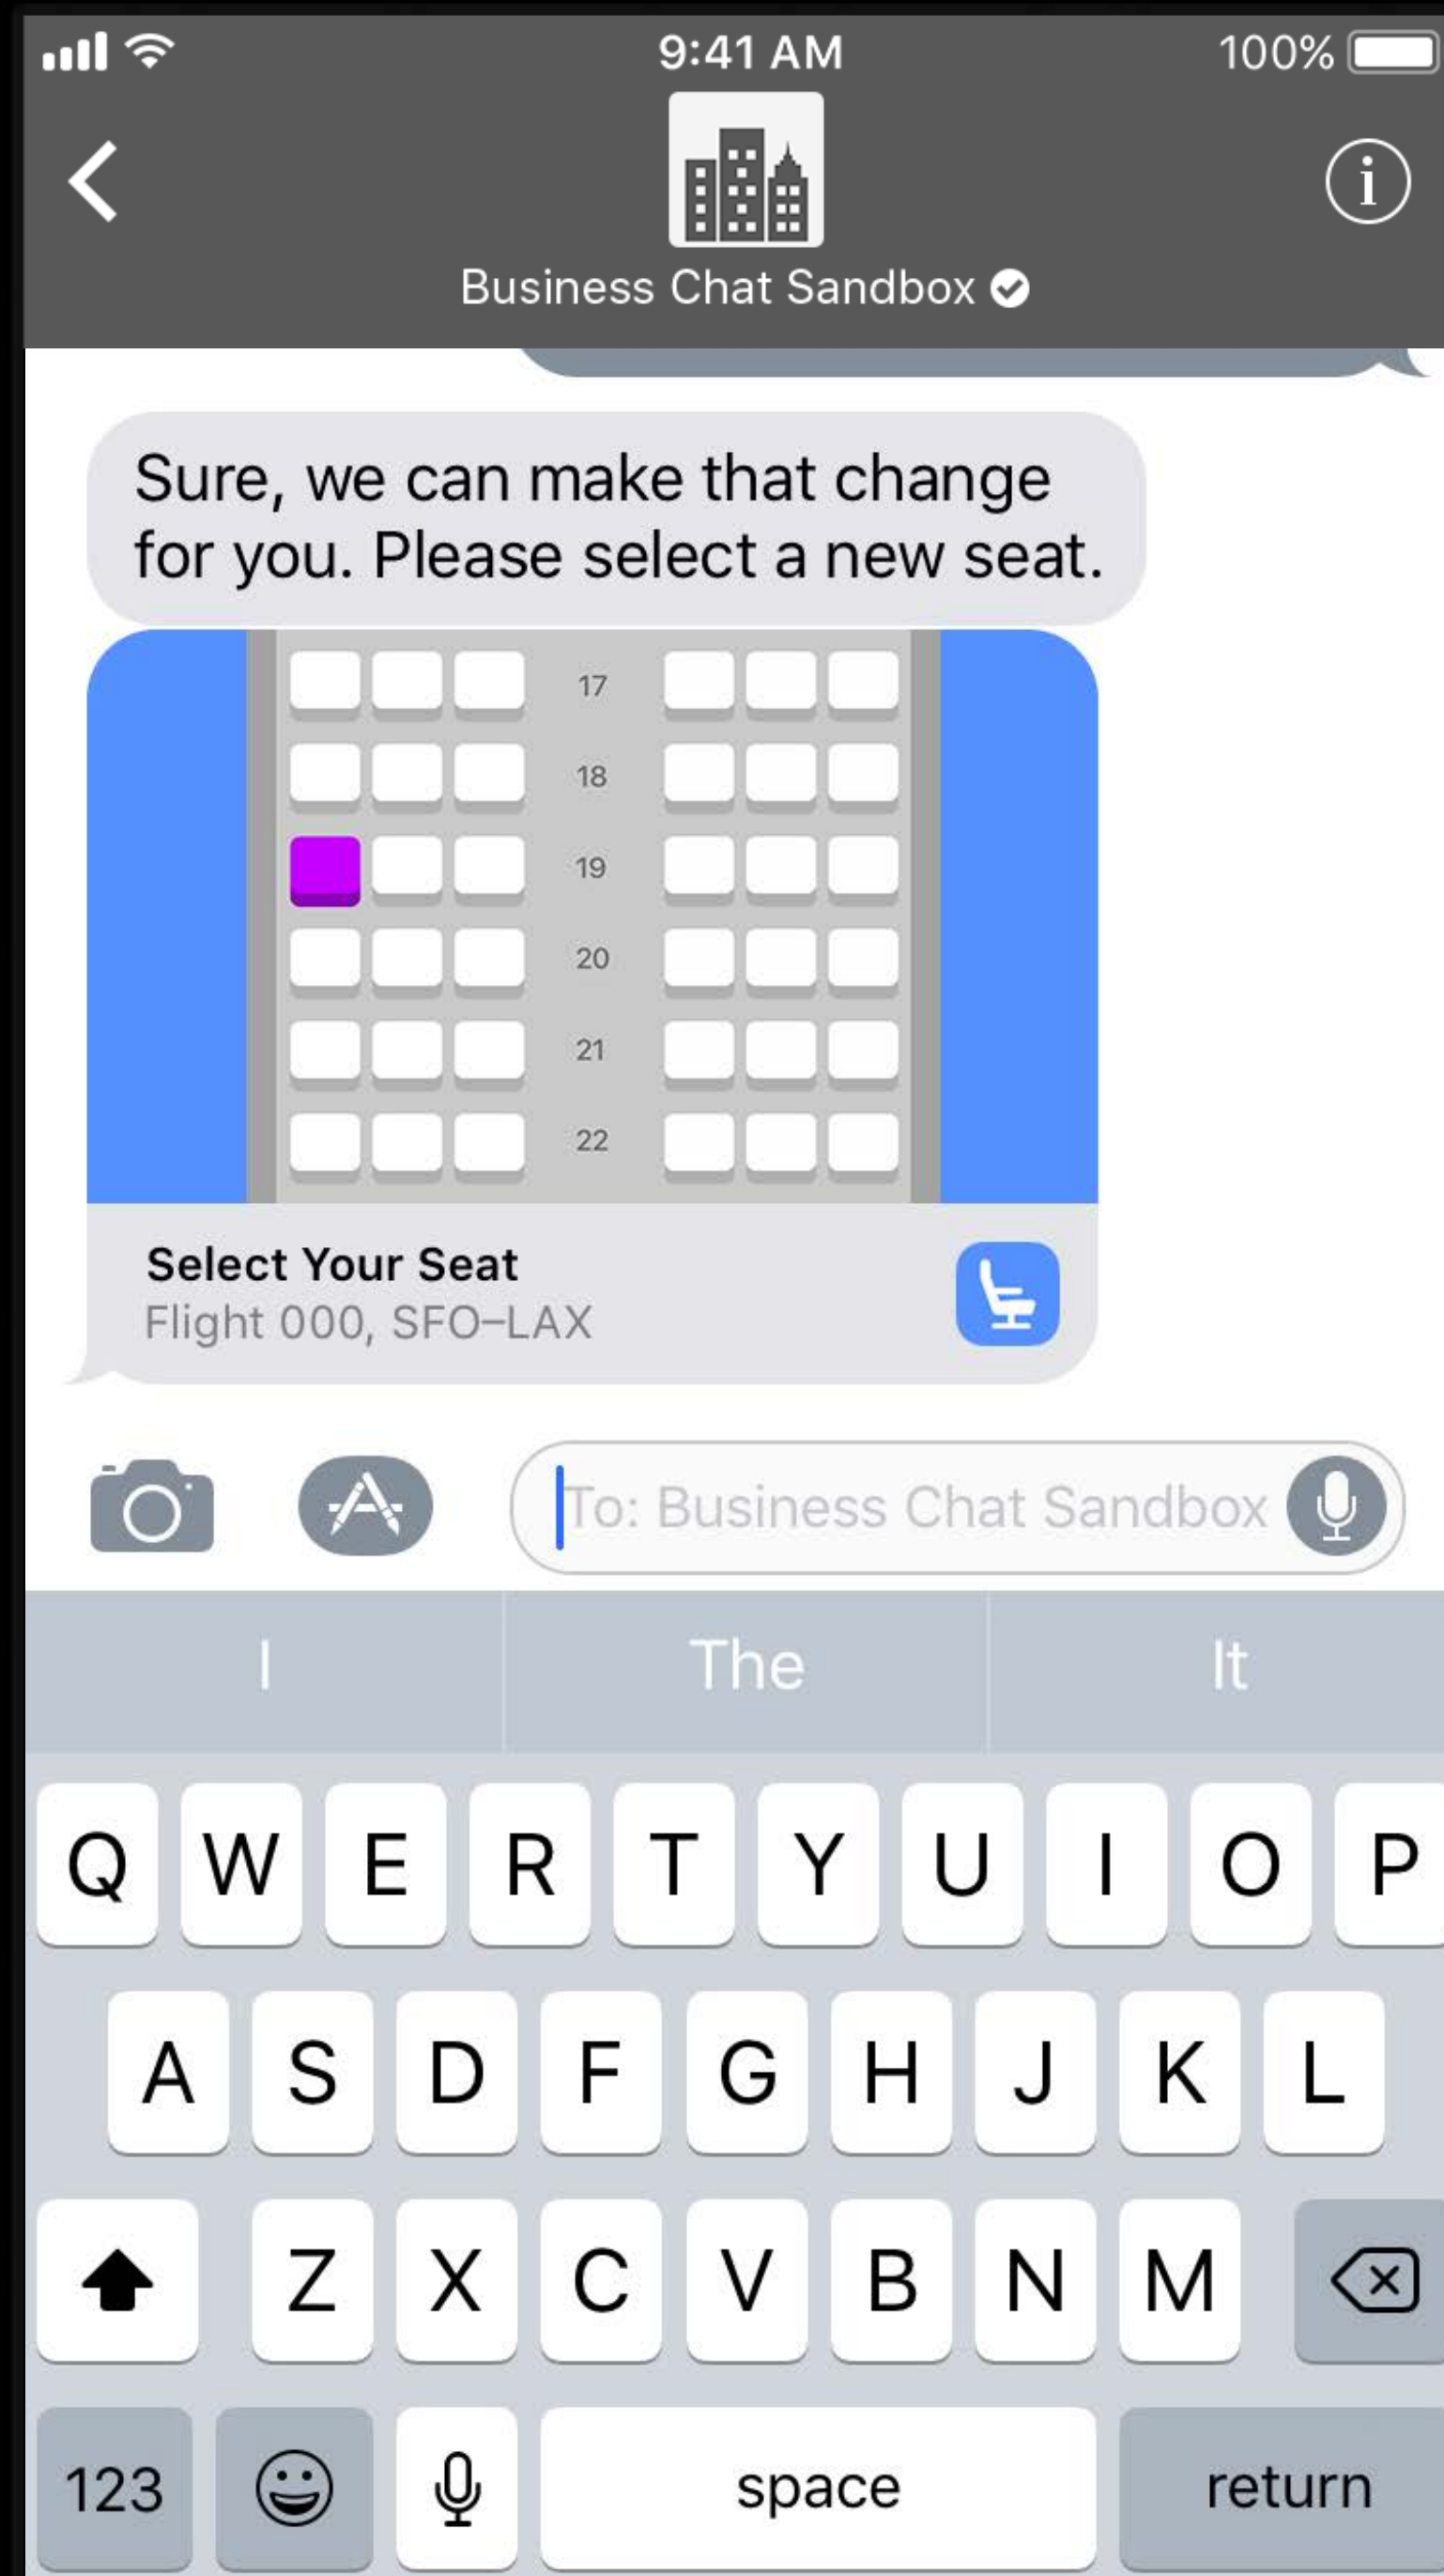 9:41 AM
100%
Business Chat Sandbox
Sure, we can make that change
for you. Please select a new seat.
17
18
19
20
21
22
Select Your Seat
Flight 000, SFO–LAX
To: Business Chat Sandbox
I The It
Q W E R T Y U I O P
A S D F G H J K L
Z X C V B N M
123 space return